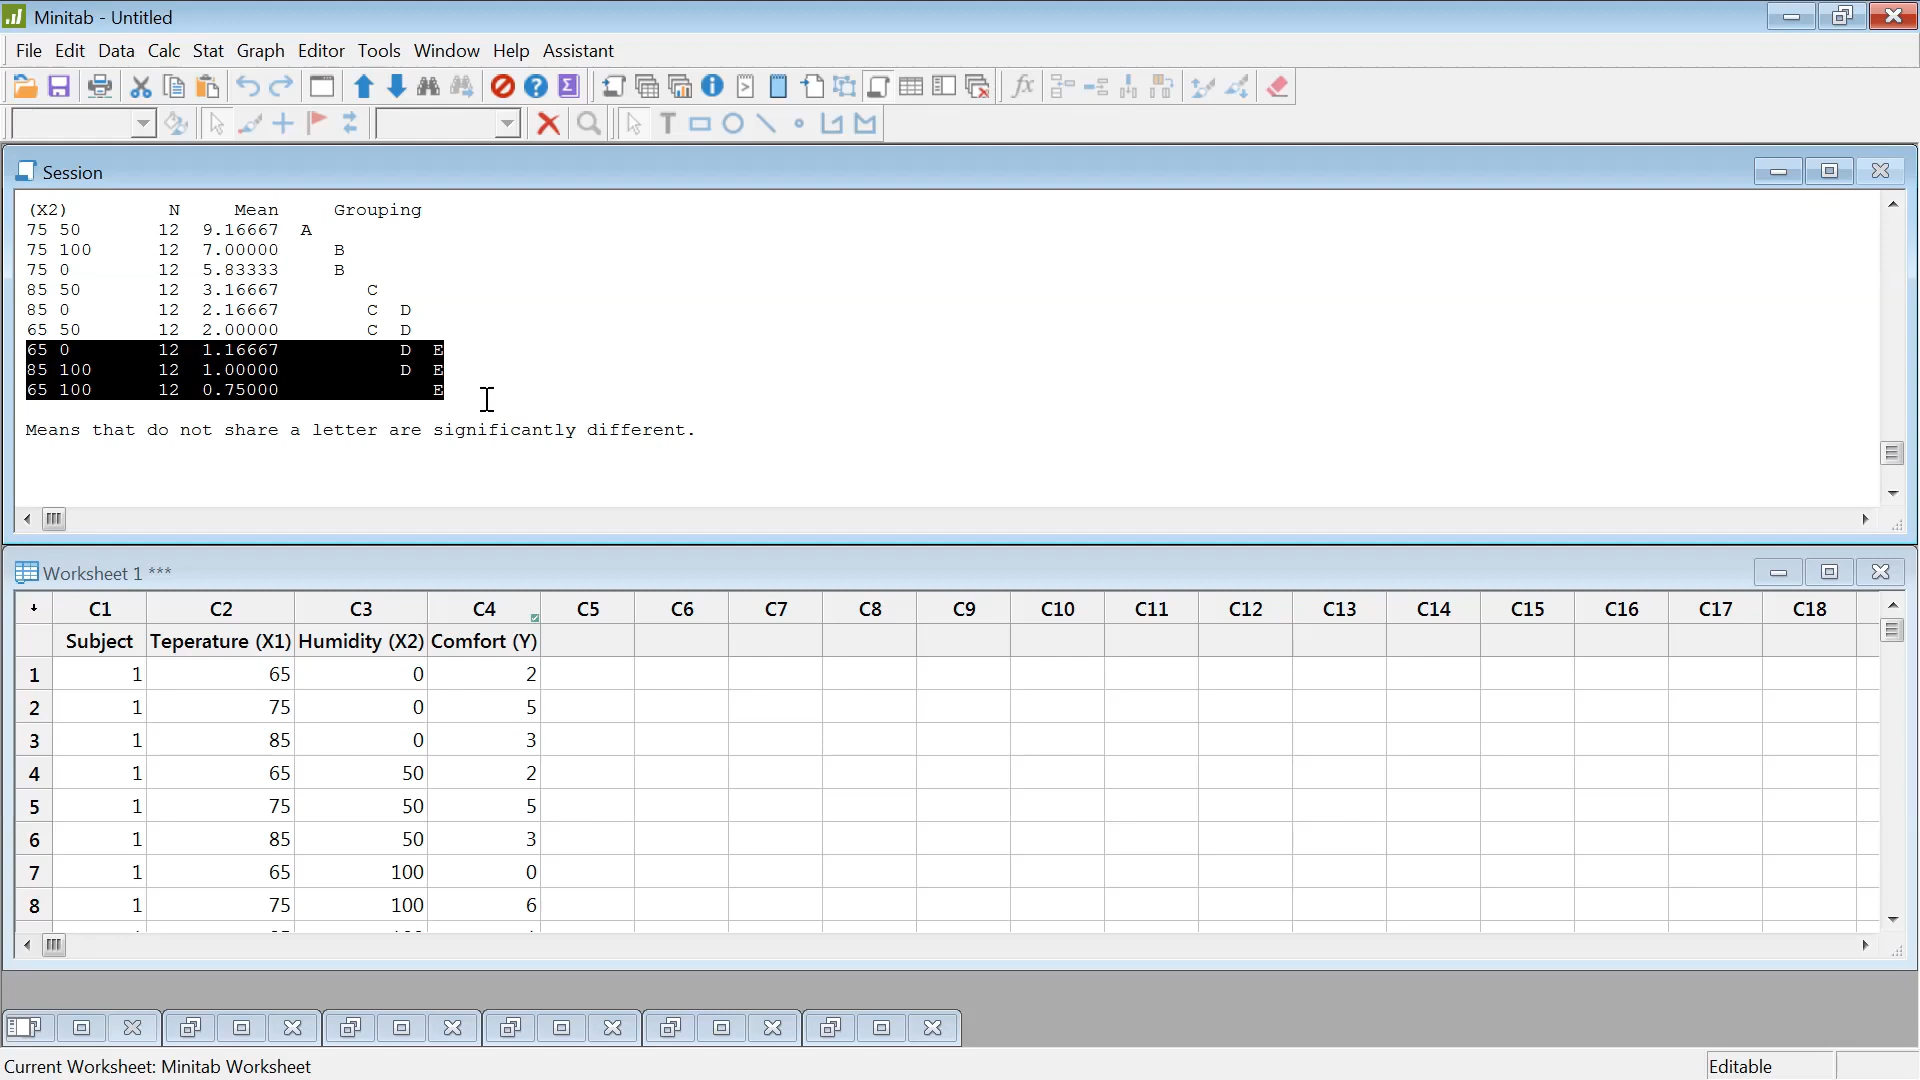 Minitab - Untitled
File Edit Data Calc Stat Graph Editor Tools Window Help Assistant
Session
(X2) N Mean Grouping
75 50 12 9.16667 A
75 100 12 7.00000 B
75 0 12 5.83333 B
85 50 12 3.16667 C
85 0 12 2.16667 C D
65 50 12 2.00000 C D
65 0 12 1.16667 D E
85 100 12 1.00000 D E
65 100 12 0.75000 E
Means that do not share a letter are significantly different.
Worksheet 1 ***
C1 C2 C3 C4 C5 C6 C7 C8 C9 C10 C11 C12 C13 C14 C15 C16 C17 C18
Subject Teperature (X1) Humidity (X2) Comfort (Y)
1 1 65 0 2
2 1 75 0 5
3 1 85 0 3
4 1 65 50 2
5 1 75 50 5
6 1 85 50 3
7 1 65 100 0
8 1 75 100 6
Current Worksheet: Minitab Worksheet
Editable